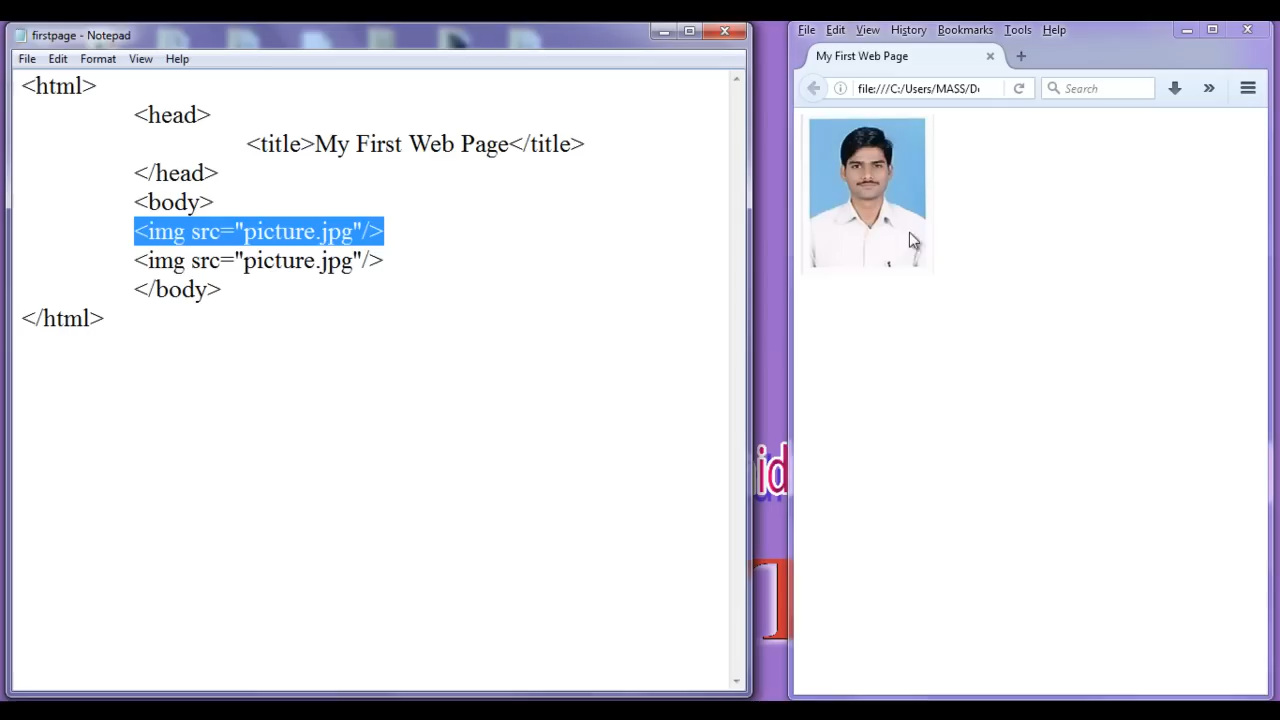 firstpage - Notepad
File Edit Format View Help
<html>
<head>
<title>My First Web Page</title>
</head>
<body>
<img src="picture.jpg"/>
<img src="picture.jpg"/>
</body>
</html>
File Edit View History Bookmarks Tools Help
My First Web Page
file:///C:/Users/MASS/De
Search
id